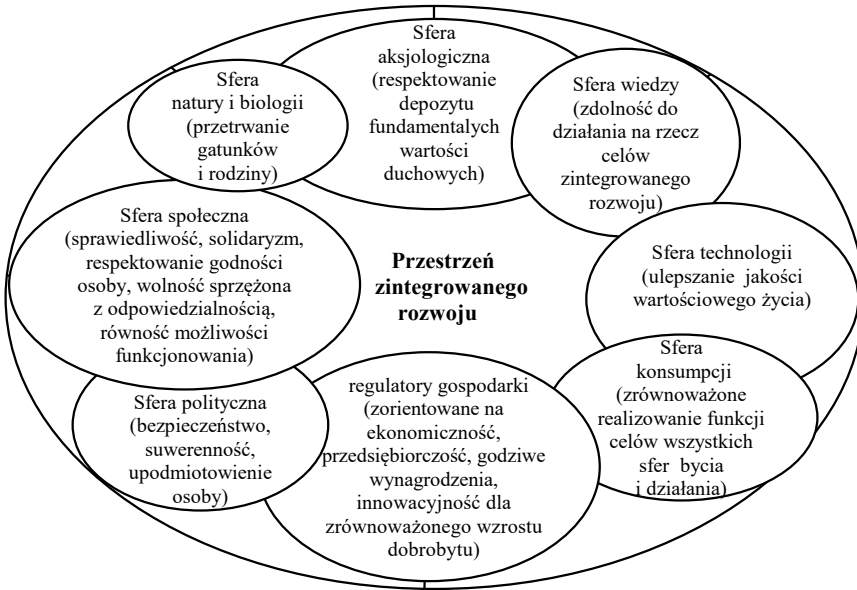 Sfera
aksjologiczna
(respektowanie
depozytu
fundamentalych
wartości
duchowych)
Sfera wiedzy
(zdolność do
działania na rzecz
celów
zintegrowanego
rozwoju)
Sfera technologii
(ulepszanie jakości
wartościowego życia)
Sfera
konsumpcji
(zrównoważone
realizowanie funkcji
celów wszystkich
sfer bycia
i działania)
regulatory gospodarki
(zorientowane na
ekonomiczność,
przedsiębiorczość, godziwe
wynagrodzenia,
innowacyjność dla
zrównoważonego wzrostu
dobrobytu)
Sfera polityczna
(bezpieczeństwo,
suwerenność,
upodmiotowienie
osoby)
Sfera społeczna
(sprawiedliwość, solidaryzm,
respektowanie godności
osoby, wolność sprzężona
z odpowiedzialnością,
równość możliwości
funkcjonowania)
Sfera
natury i biologii
(przetrwanie
gatunków
i rodziny)
Przestrzeń
zintegrowanego
rozwoju